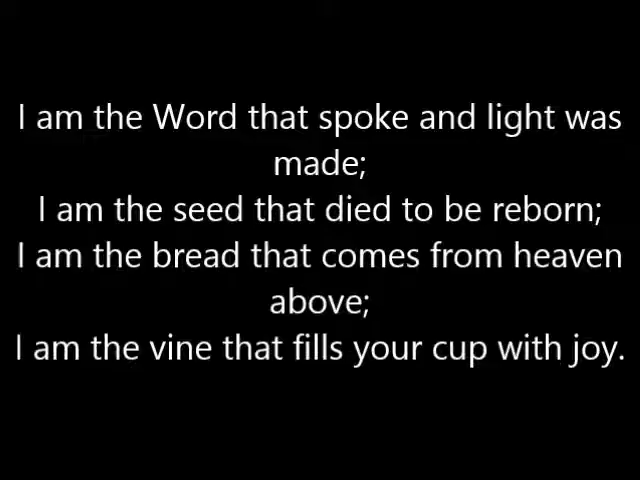 I am the Word that spoke and light was
made;
I am the seed that died to be reborn;
I am the bread that comes from heaven
above;
I am the vine that fills your cup with joy.